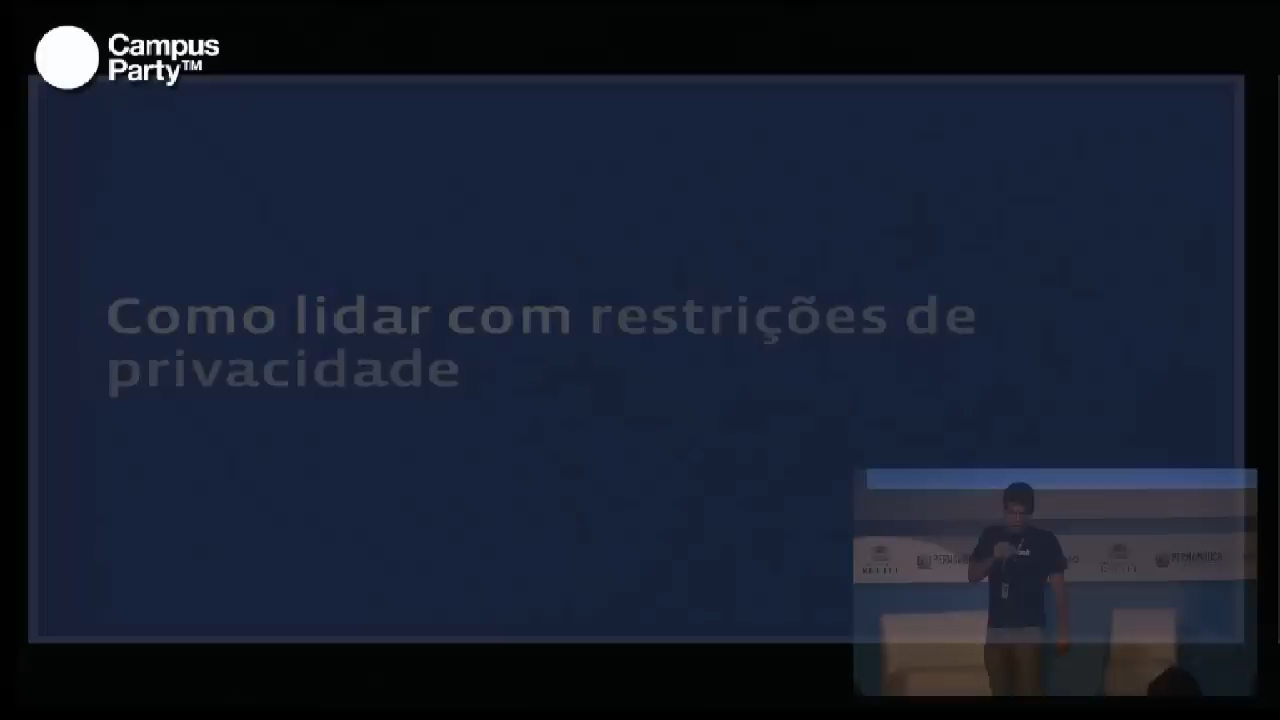 Campus
Party™
Como lidar com restrições de
privacidade